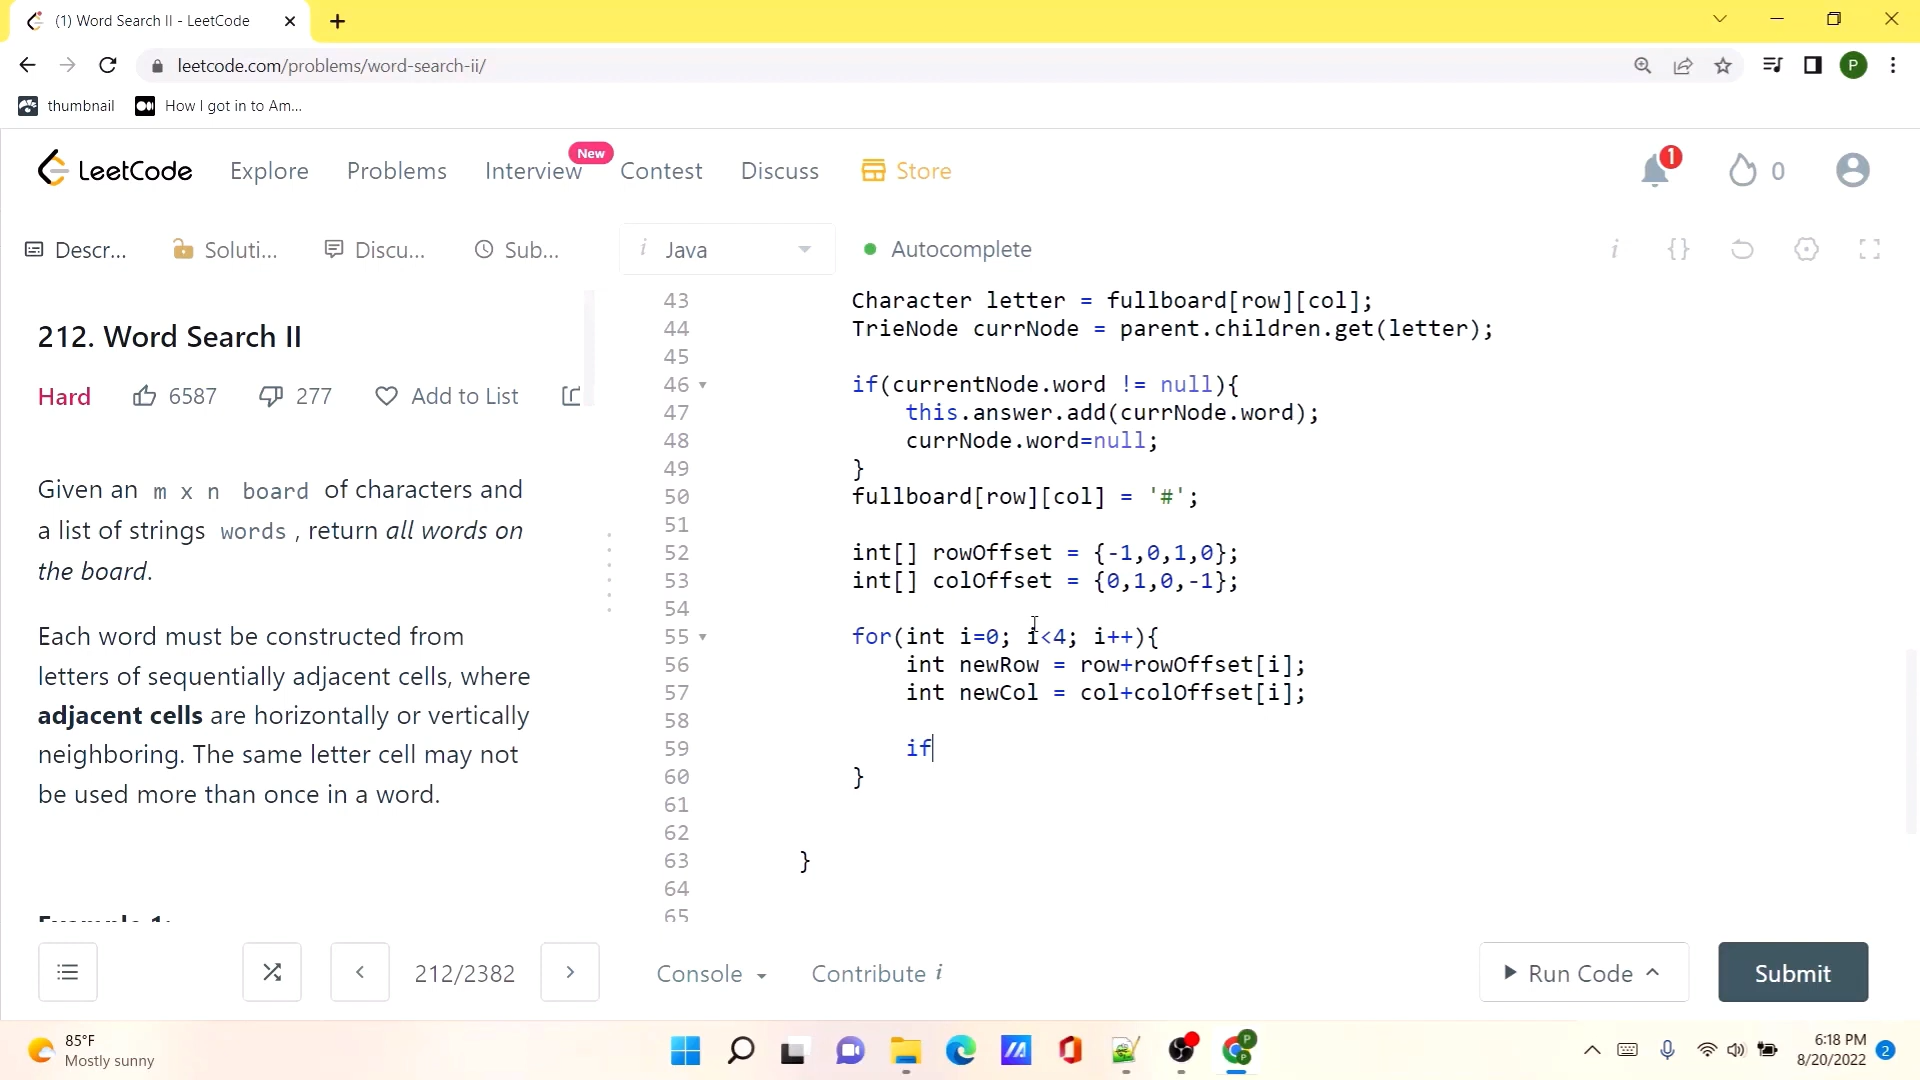 (1) Word Search II - LeetCode
leetcode.com/problems/word-search-ii/
P
thumbnail
How I got in to Am...
LeetCode
Explore
Problems
Interview
New
Contest
Discuss
Store
1
0
Descr...
Soluti...
Discu...
Sub...
i
Java
Autocomplete
i
{}
212. Word Search II
Hard
6587
277
Add to List
Given an m x n board of characters and
a list of strings words , return all words on
the board.
Each word must be constructed from
letters of sequentially adjacent cells, where
adjacent cells are horizontally or vertically
neighboring. The same letter cell may not
be used more than once in a word.
Example 1:
43 Character letter = fullboard[row][col];
44 TrieNode currNode = parent.children.get(letter);
45
46 if(currentNode.word != null){
47 this.answer.add(currNode.word);
48 currNode.word=null;
49 }
50 fullboard[row][col] = '#';
51
52 int[] rowOffset = {-1,0,1,0};
53 int[] colOffset = {0,1,0,-1};
54
55 for(int i=0; i<4; i++){
56 int newRow = row+rowOffset[i];
57 int newCol = col+colOffset[i];
58
59 if
60 }
61
62
63 }
64
65
212/2382
Console
Contribute i
Run Code
Submit
85°F
Mostly sunny
P
P
6:18 PM
8/20/2022
2